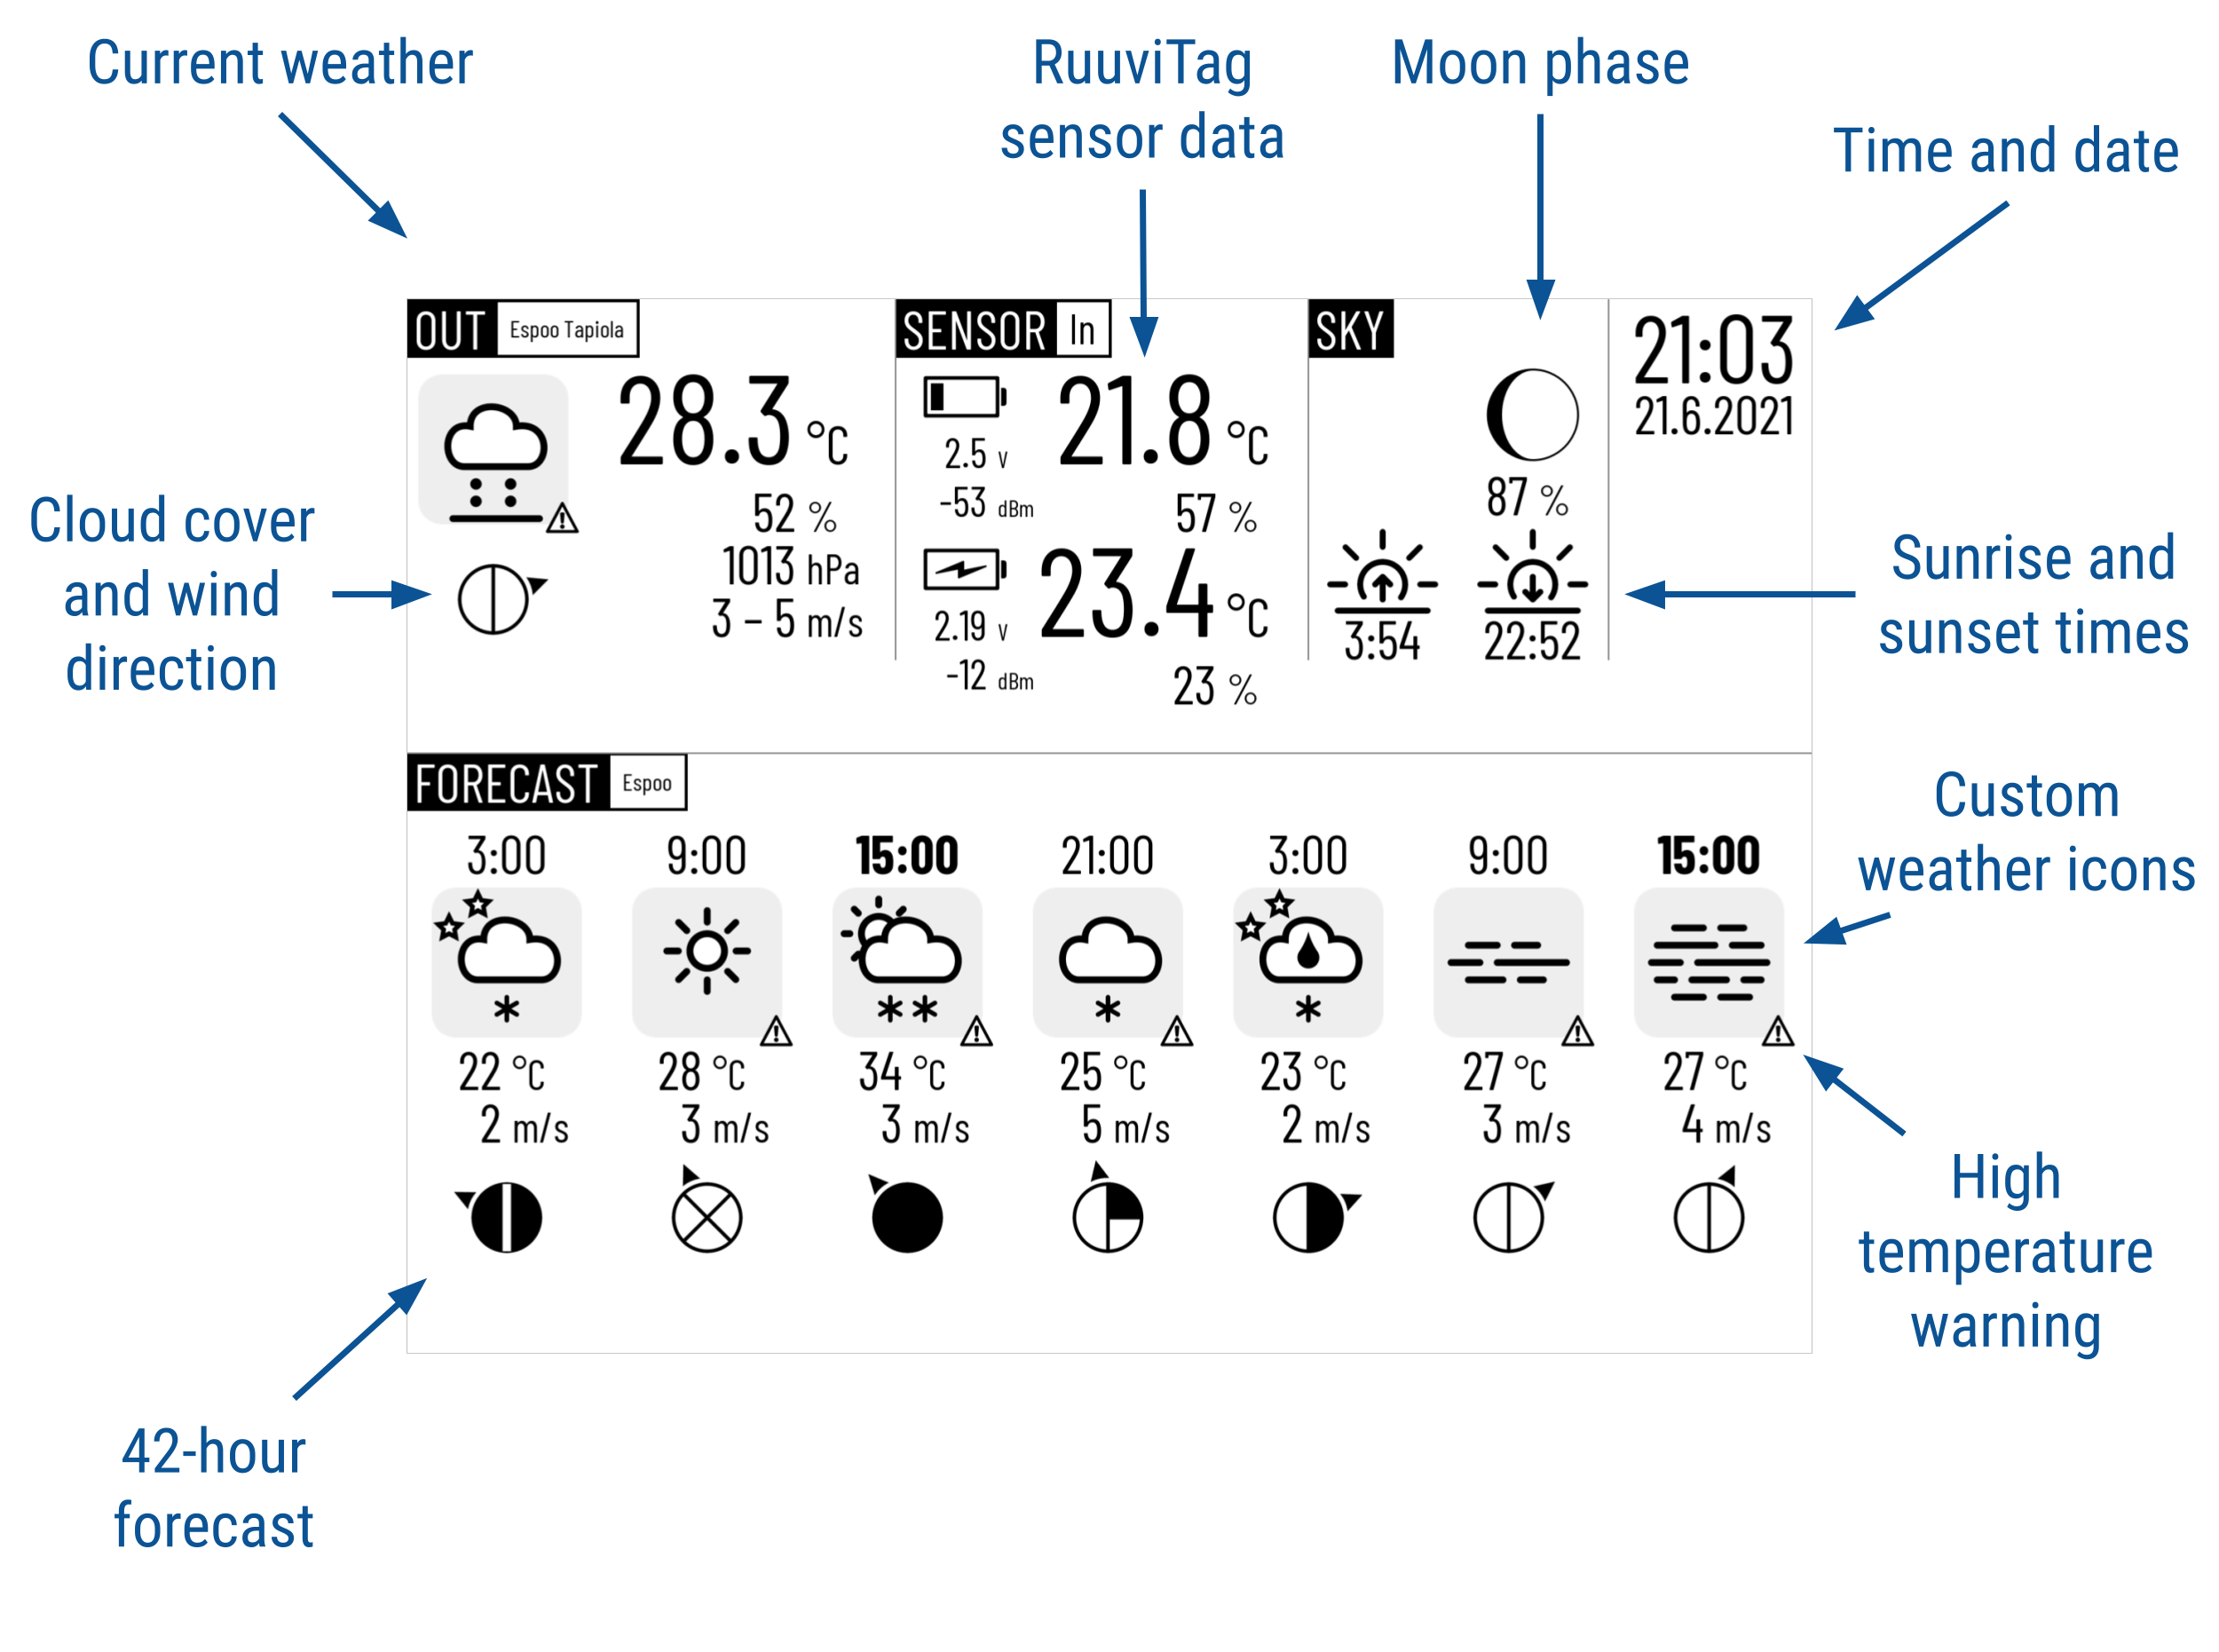 Current weather
RuuviTag
sensor data
Moon phase
Time and date
OUT Espoo Tapiola
28.3 °C
52 %
1013 hPa
3 – 5 m/s
SENSOR In
2.5 V
-53 dBm
21.8 °C
57 %
2.19 V
-12 dBm
23.4 °C
23 %
SKY
87 %
3:54 22:52
21:03
21.6.2021
Cloud cover
and wind
direction
Sunrise and
sunset times
FORECAST Espoo
3:00 9:00 15:00 21:00 3:00 9:00 15:00
22 °C 28 °C 34 °C 25 °C 23 °C 27 °C 27 °C
2 m/s 3 m/s 3 m/s 5 m/s 2 m/s 3 m/s 4 m/s
Custom
weather icons
High
temperature
warning
42-hour
forecast